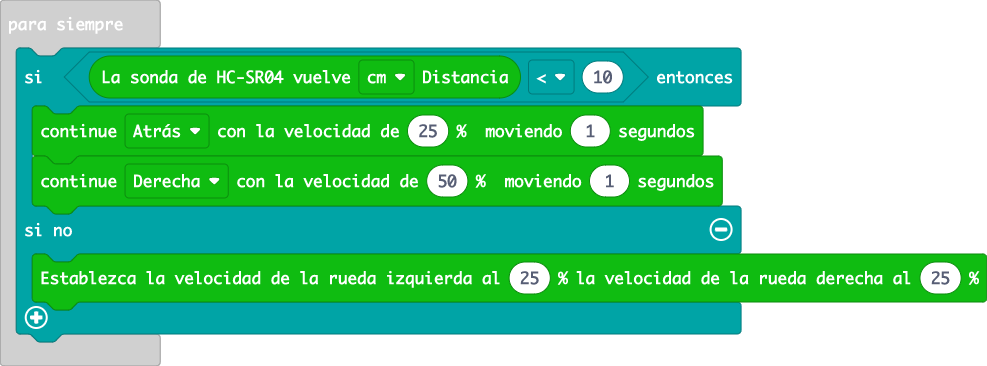 para siempre
si La sonda de HC-SR04 vuelve cm Distancia < 10 entonces
continue Atrás con la velocidad de 25 % moviendo 1 segundos
continue Derecha con la velocidad de 50 % moviendo 1 segundos
si no
Establezca la velocidad de la rueda izquierda al 25 % la velocidad de la rueda derecha al 25 %